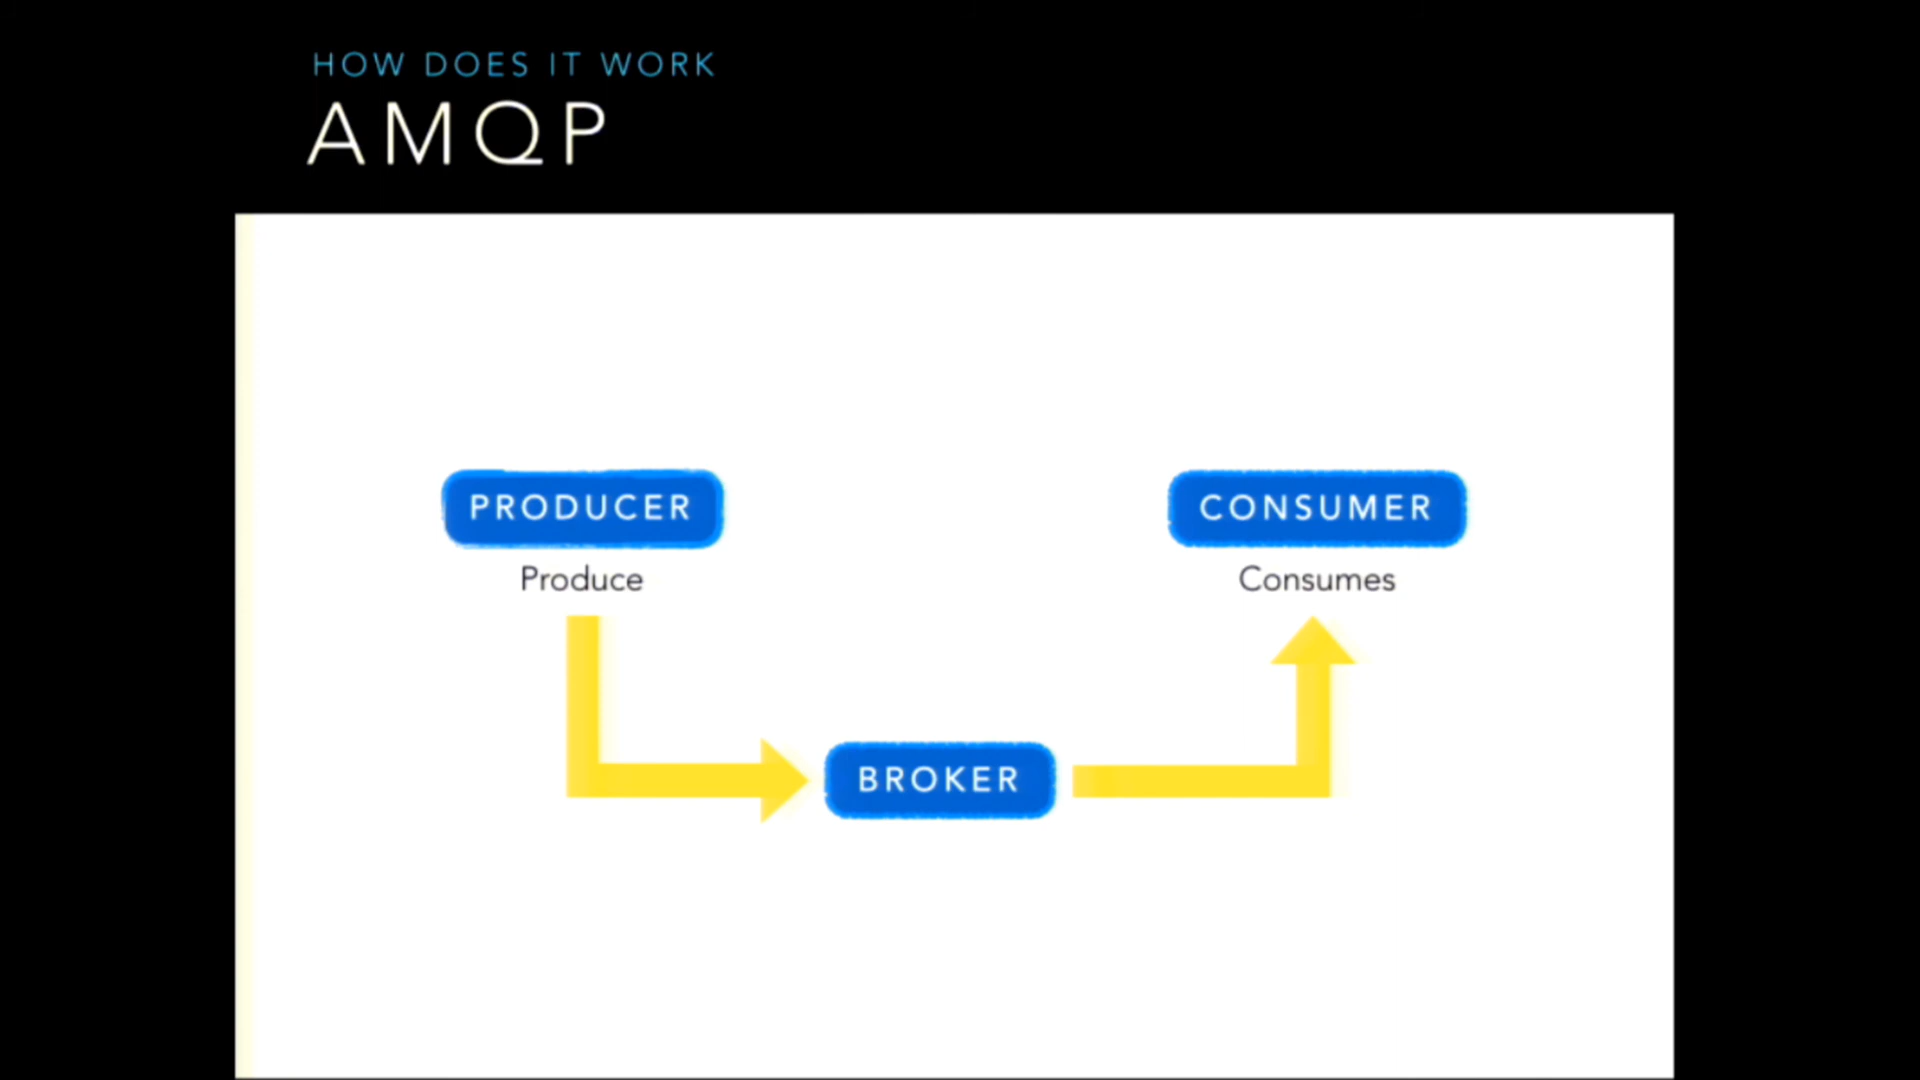 HOW DOES IT WORK
AMQP
PRODUCER
CONSUMER
Produce
Consumes
BROKER